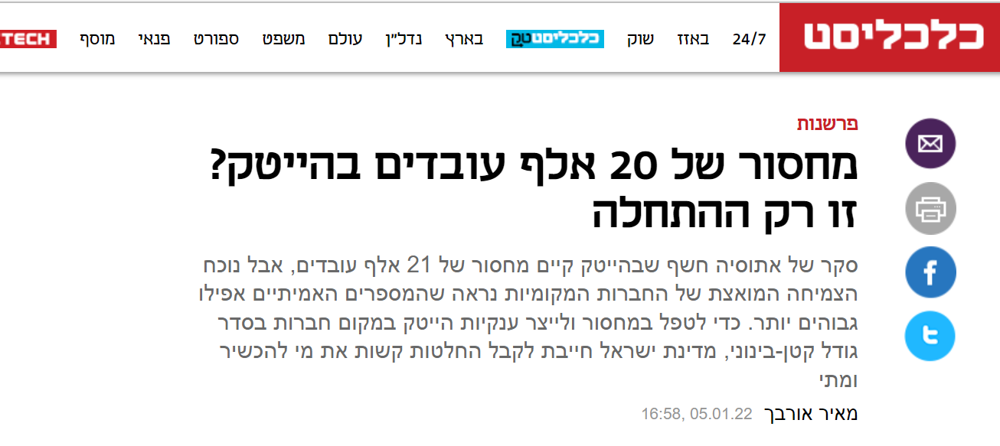 כלכליסט
24/7 באזז שוק כלכליסטטק בארץ נדל"ן עולם משפט ספורט פנאי מוסף TECH
פרשנות
מחסור של 20 אלף עובדים בהייטק?
זו רק ההתחלה
סקר של אתוסיה חשף שבהייטק קיים מחסור של 21 אלף עובדים, אבל נוכח
הצמיחה המואצת של החברות המקומיות נראה שהמספרים האמיתיים אפילו
גבוהים יותר. כדי לטפל במחסור ולייצר ענקיות הייטק במקום חברות בסדר
גודל קטן-בינוני, מדינת ישראל חייבת לקבל החלטות קשות את מי להכשיר
ומתי
מאיר אורבך 16:58, 05.01.22